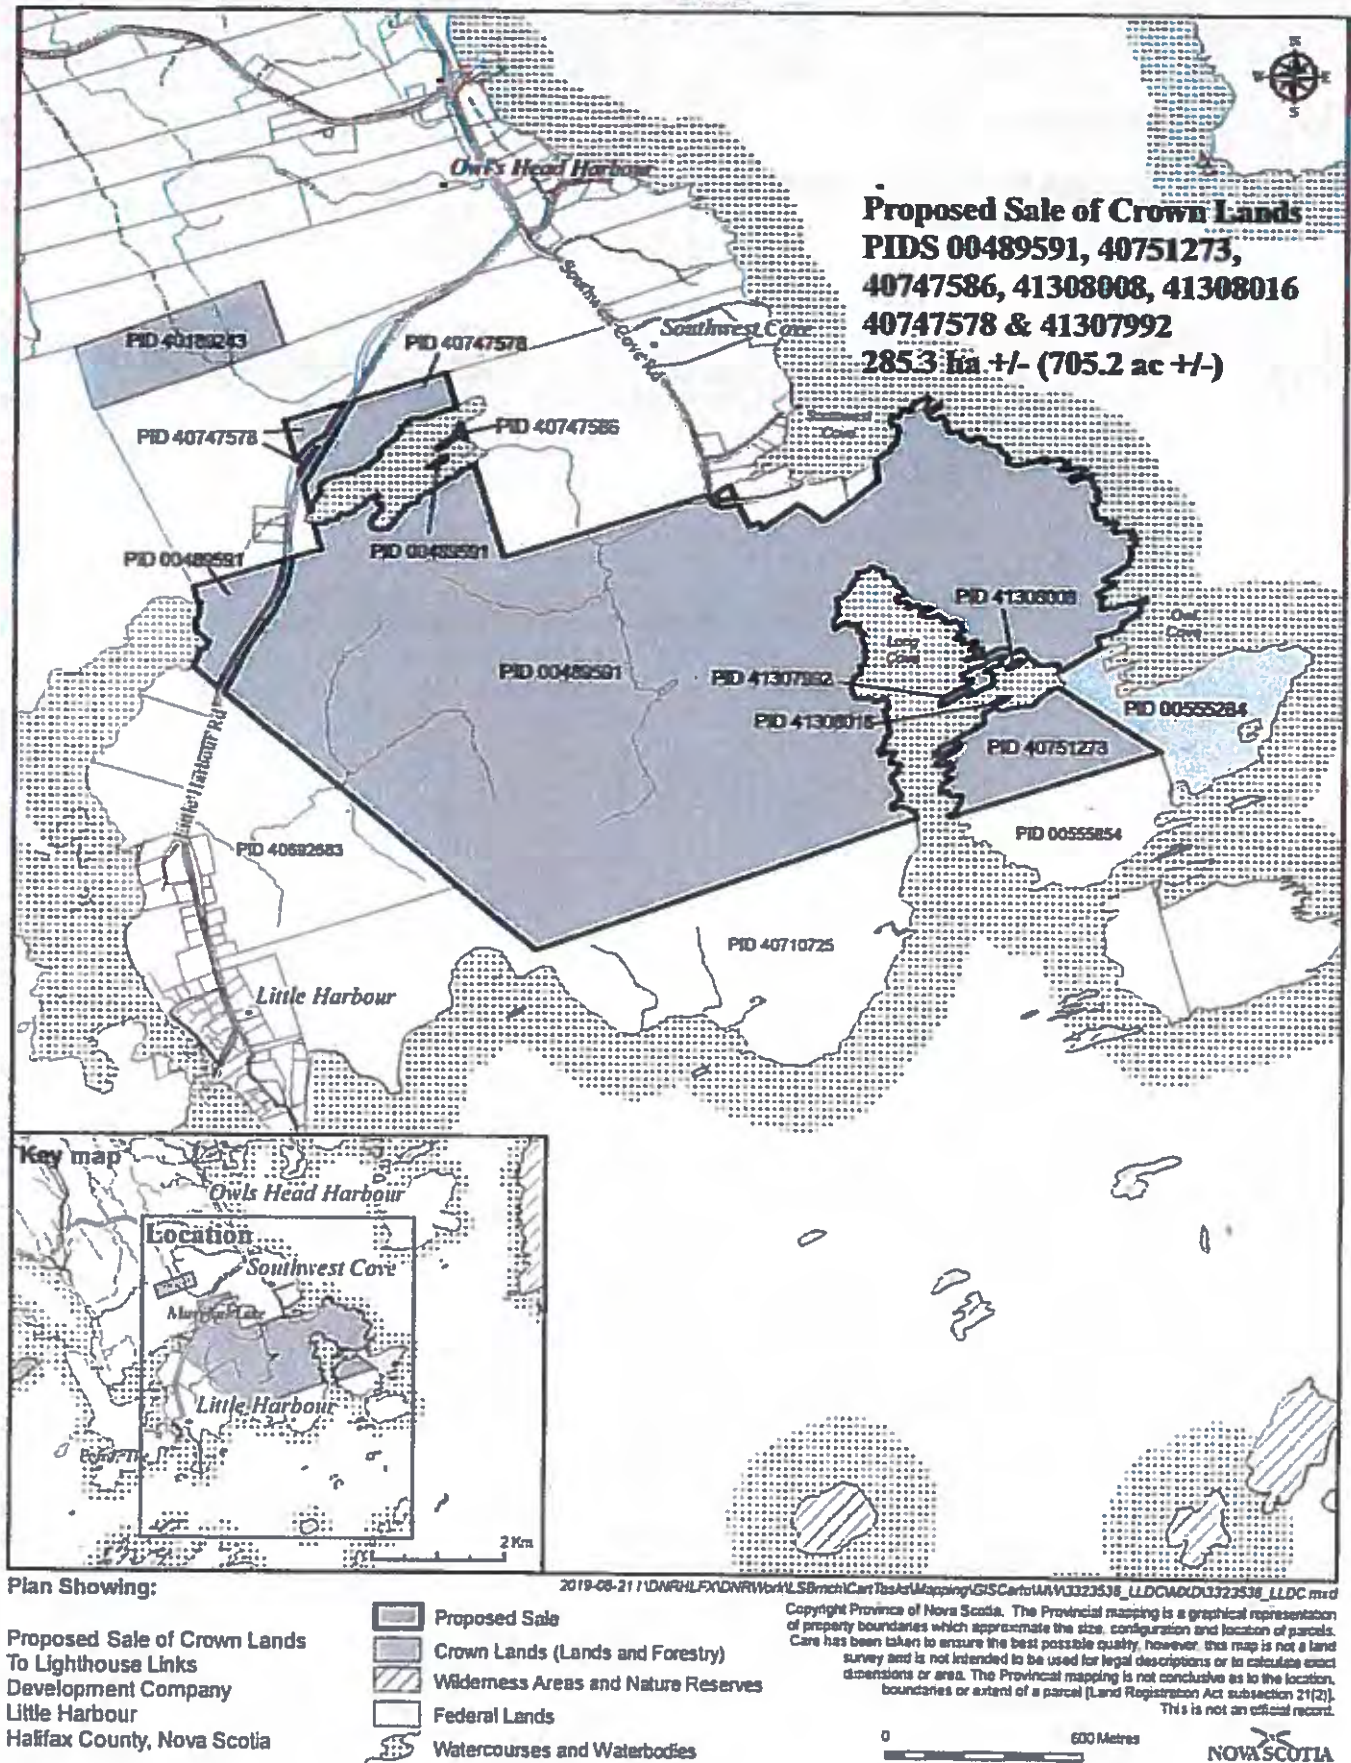 Owl's Head Harbour
Proposed Sale of Crown Lands
PIDS 00489591, 40751273,
40747586, 41308008, 41308016
40747578 & 41307992
285.3 ha +/- (705.2 ac +/-)
Southwest Cove Rd
Southwest Cove
PID 40747578
PID 40747578
PID 40747586
Southwest
Cove
PID 00489591
PID 00489591
PID 41308008
Owl
Cove
Long
Cove
PID 00489591
PID 41307992
PID 00555284
PID 41308016
PID 40751273
Little Harbour Rd
PID 00555854
PID 40692683
PID 40710725
Little Harbour
Key map
Owls Head Harbour
Location
Southwest Cove
Little Harbour
2 Km
Plan Showing:
Proposed Sale of Crown Lands
To Lighthouse Links
Development Company
Little Harbour
Halifax County, Nova Scotia
Proposed Sale
Crown Lands (Lands and Forestry)
Wilderness Areas and Nature Reserves
Federal Lands
Watercourses and Waterbodies
Copyright Province of Nova Scotia. The Provincial mapping is a graphical representation
of property boundaries which approximate the size, configuration and location of parcels.
Care has been taken to ensure the best possible quality, however, this map is not a land
survey and is not intended to be used for legal descriptions or to calculate exact
dimensions or area. The Provincial mapping is not conclusive as to the location,
boundaries or extent of a parcel [Land Registration Act subsection 21(2)].
This is not an official record.
0 600 Metres
NOVA SCOTIA